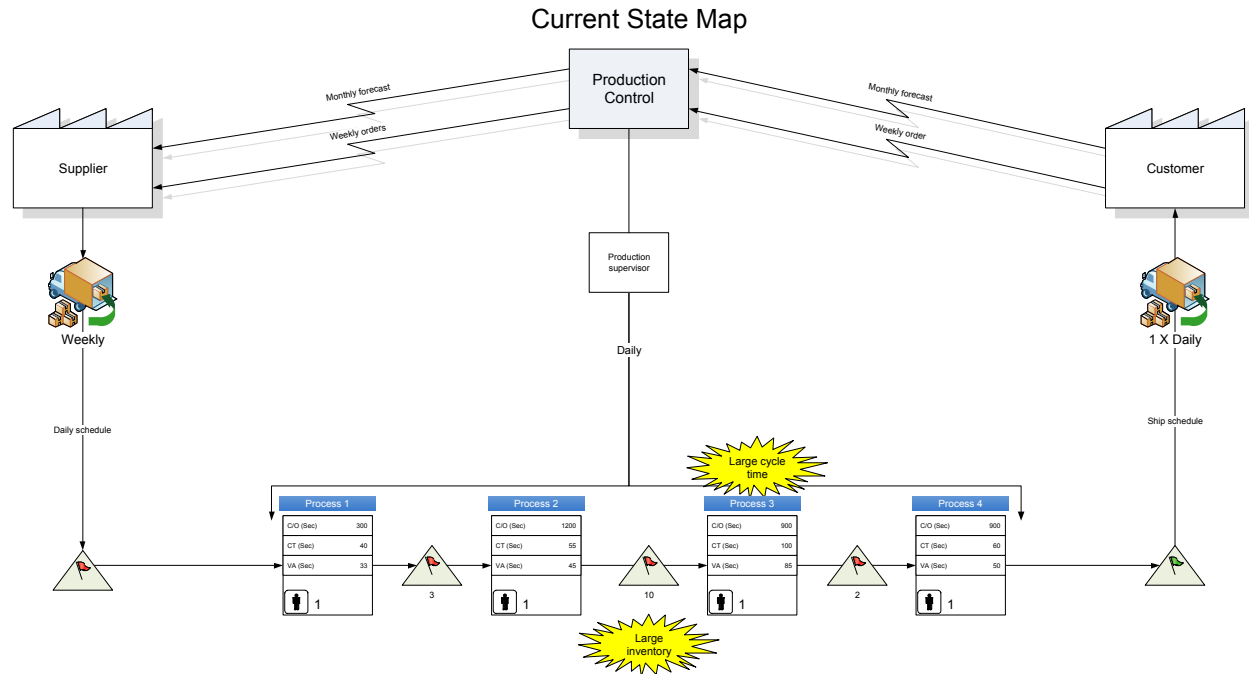 Current State Map
Production
Control
Monthly forecast
Monthly forecast
Weekly orders
Weekly order
Supplier
Customer
Production
supervisor
Weekly
1 X Daily
Daily
Daily schedule
Ship schedule
Large cycle
time
Process 1
C/O (Sec) 300
CT (Sec) 40
VA (Sec) 33
1
3
Process 2
C/O (Sec) 1200
CT (Sec) 55
VA (Sec) 45
1
10
Process 3
C/O (Sec) 900
CT (Sec) 100
VA (Sec) 85
1
2
Process 4
C/O (Sec) 900
CT (Sec) 60
VA (Sec) 50
1
Large
inventory